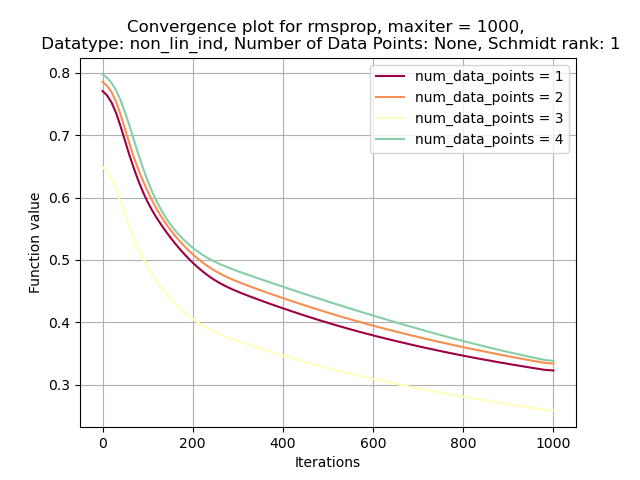 Convergence plot for rmsprop, maxiter = 1000,
Datatype: non_lin_ind, Number of Data Points: None, Schmidt rank: 1
num_data_points = 1
num_data_points = 2
num_data_points = 3
num_data_points = 4
Function value
0.8
0.7
0.6
0.5
0.4
0.3
0
200
400
600
800
1000
Iterations